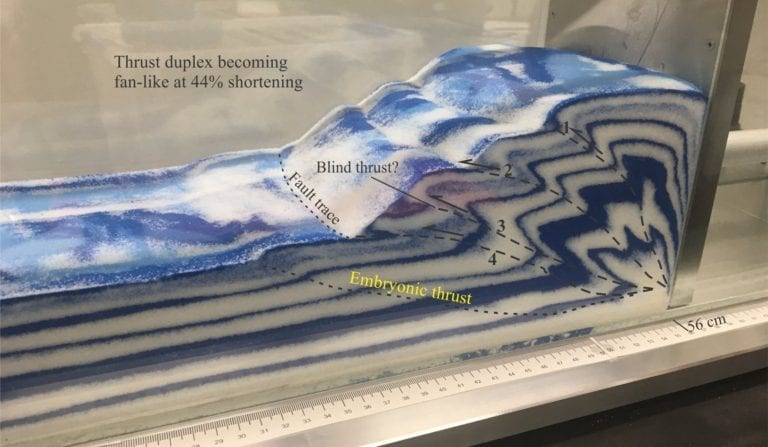 Thrust duplex becoming
fan-like at 44% shortening
1
Blind thrust?
2
Fault trace
3
4
Embryonic thrust
56 cm